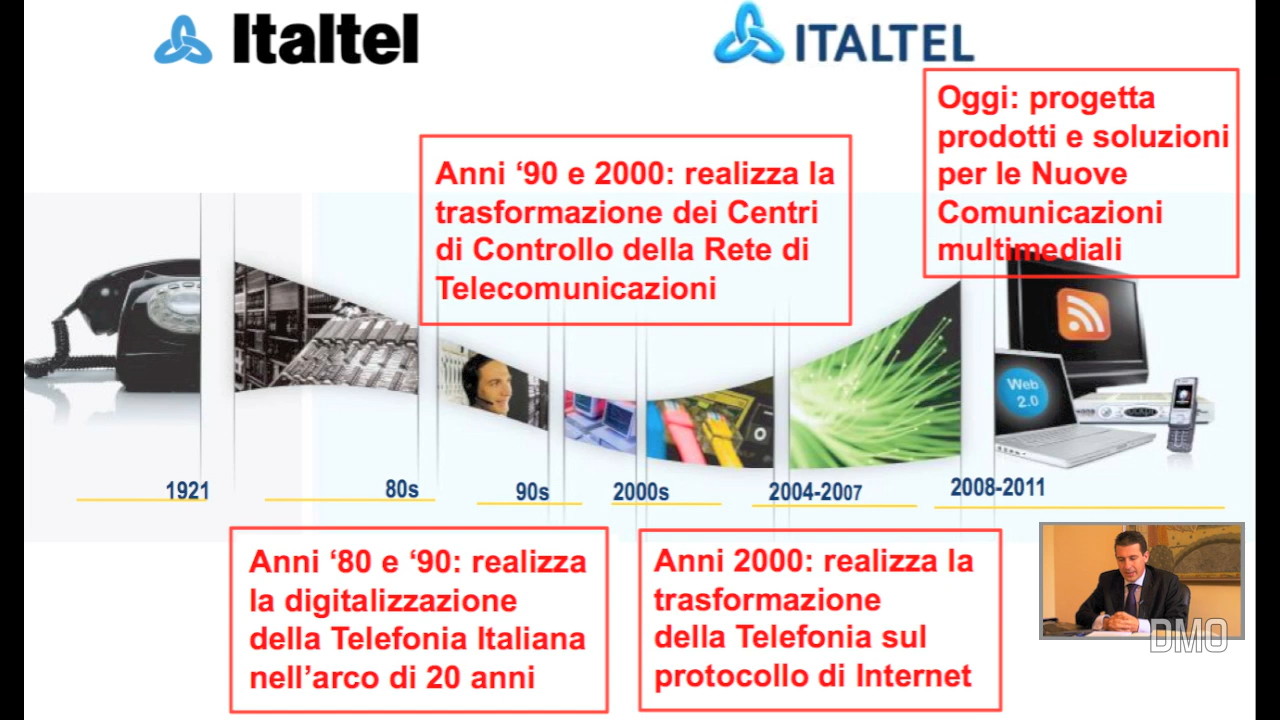 Italtel
ITALTEL
Oggi: progetta
prodotti e soluzioni
per le Nuove
Comunicazioni
multimediali
Anni ‘90 e 2000: realizza la
trasformazione dei Centri
di Controllo della Rete di
Telecomunicazioni
Web
2.0
1921
80s
90s
2000s
2004-2007
2008-2011
Anni ‘80 e ‘90: realizza
la digitalizzazione
della Telefonia Italiana
nell’arco di 20 anni
Anni 2000: realizza la
trasformazione
della Telefonia sul
protocollo di Internet
DMO